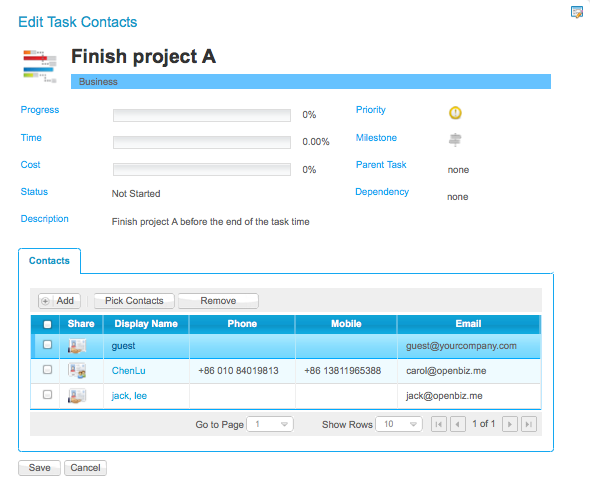 Edit Task Contacts
Finish project A
Business
Progress 0% Priority
Time 0.00% Milestone
Cost 0% Parent Task none
Status Not Started Dependency none
Description Finish project A before the end of the task time
Contacts
Add Pick Contacts Remove
Share Display Name Phone Mobile Email
guest guest@yourcompany.com
ChenLu +86 010 84019813 +86 13811965388 carol@openbiz.me
jack, lee jack@openbiz.me
Go to Page 1 Show Rows 10 1 of 1
Save Cancel